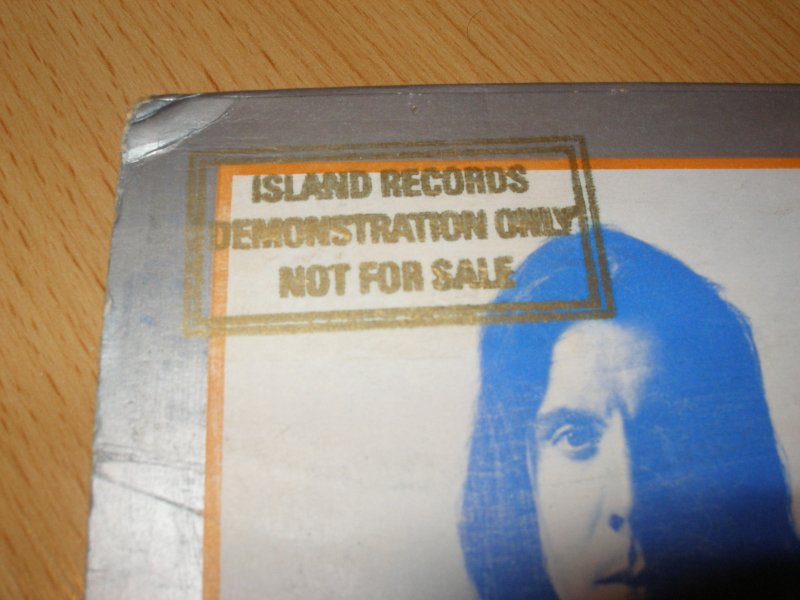 ISLAND RECORDS
DEMONSTRATION ONLY
NOT FOR SALE